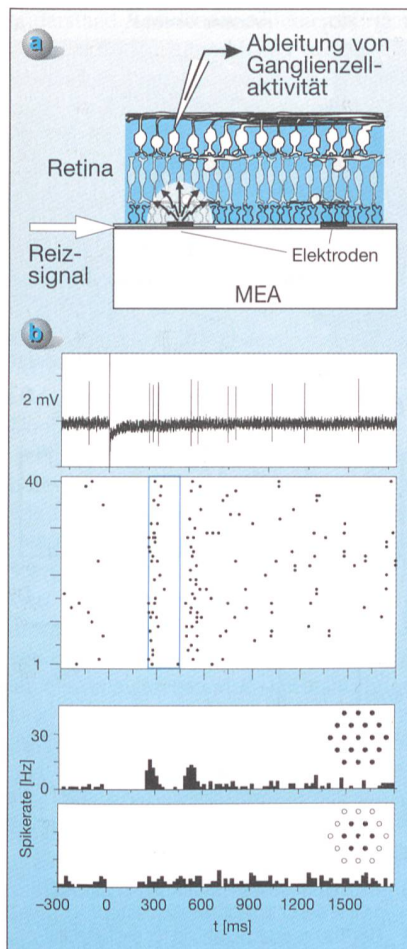 a
Ableitung von
Ganglienzell-
aktivität
Retina
Reiz-
signal
Elektroden
MEA
b
2 mV
40
1
30
0
Spikerate [Hz]
−300 0 300 600 900 1200 1500
t [ms]